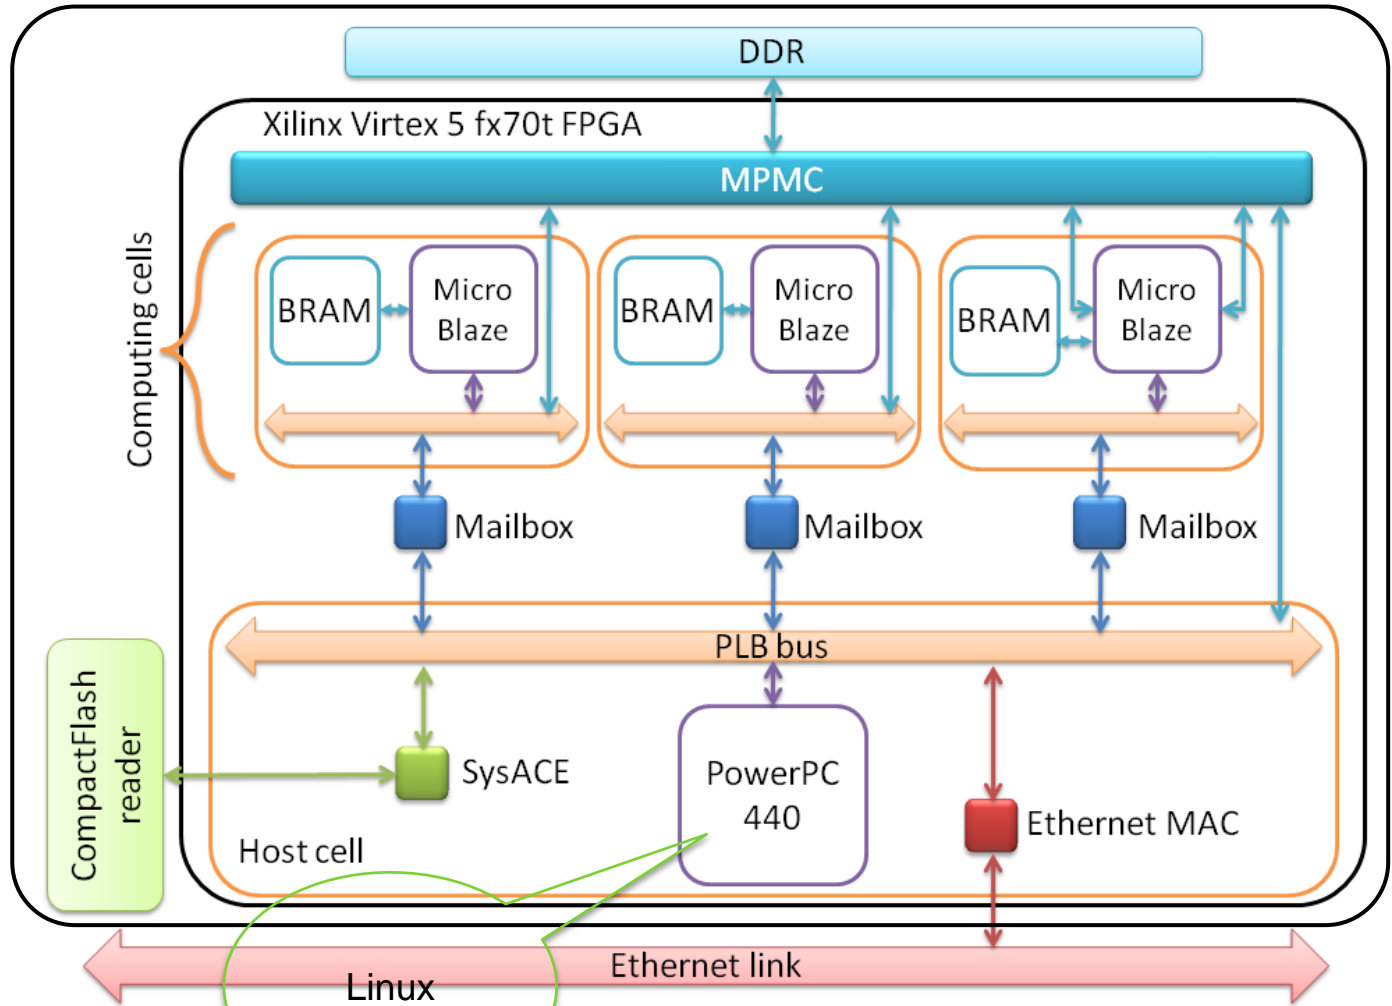 DDR
Xilinx Virtex 5 fx70t FPGA
MPMC
Computing cells
BRAM
Micro
Blaze
BRAM
Micro
Blaze
BRAM
Micro
Blaze
Mailbox
Mailbox
Mailbox
PLB bus
CompactFlash
reader
SysACE
PowerPC
440
Ethernet MAC
Host cell
Ethernet link
Linux